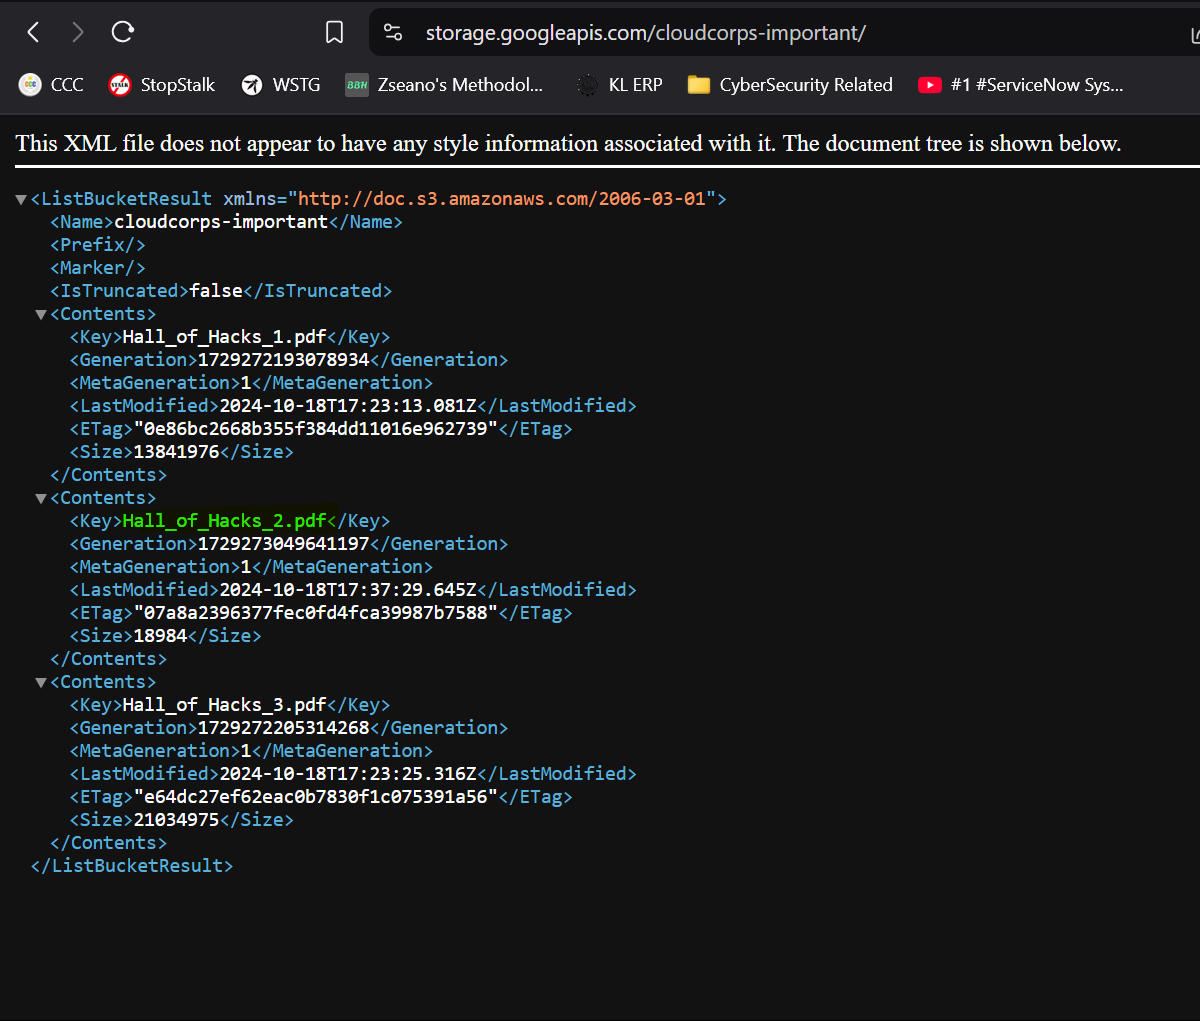 storage.googleapis.com/cloudcorps-important/
CCC StopStalk WSTG BBH Zseano's Methodol... KL ERP CyberSecurity Related #1 #ServiceNow Sys...
This XML file does not appear to have any style information associated with it. The document tree is shown below.
▼<ListBucketResult xmlns="http://doc.s3.amazonaws.com/2006-03-01">
<Name>cloudcorps-important</Name>
<Prefix/>
<Marker/>
<IsTruncated>false</IsTruncated>
▼<Contents>
<Key>Hall_of_Hacks_1.pdf</Key>
<Generation>1729272193078934</Generation>
<MetaGeneration>1</MetaGeneration>
<LastModified>2024-10-18T17:23:13.081Z</LastModified>
<ETag>"0e86bc2668b355f384dd11016e962739"</ETag>
<Size>13841976</Size>
</Contents>
▼<Contents>
<Key>Hall_of_Hacks_2.pdf</Key>
<Generation>1729273049641197</Generation>
<MetaGeneration>1</MetaGeneration>
<LastModified>2024-10-18T17:37:29.645Z</LastModified>
<ETag>"07a8a2396377fec0fd4fca39987b7588"</ETag>
<Size>18984</Size>
</Contents>
▼<Contents>
<Key>Hall_of_Hacks_3.pdf</Key>
<Generation>1729272205314268</Generation>
<MetaGeneration>1</MetaGeneration>
<LastModified>2024-10-18T17:23:25.316Z</LastModified>
<ETag>"e64dc27ef62eac0b7830f1c075391a56"</ETag>
<Size>21034975</Size>
</Contents>
</ListBucketResult>